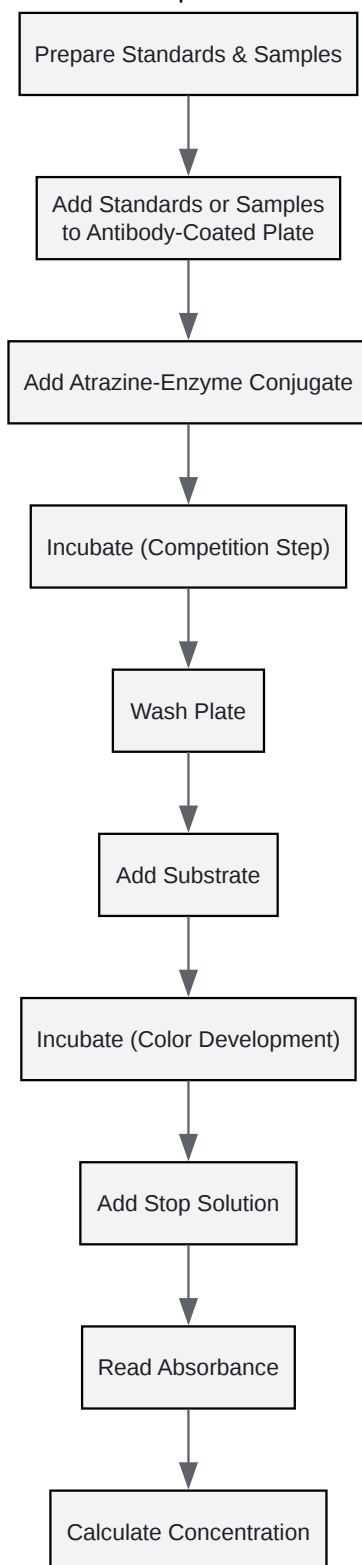 Prepare Standards & Samples
Add Standards or Samples
to Antibody-Coated Plate
Add Atrazine-Enzyme Conjugate
Incubate (Competition Step)
Wash Plate
Add Substrate
Incubate (Color Development)
Add Stop Solution
Read Absorbance
Calculate Concentration